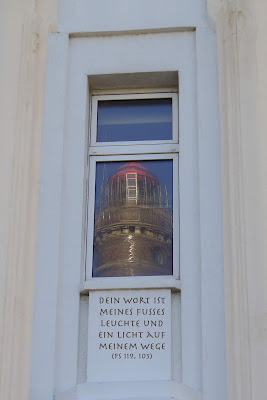 DEIN WORT IST
MEINES FUSSES
LEUCHTE UND
EIN LICHT AUF
MEINEM WEGE
(PS 119, 105)